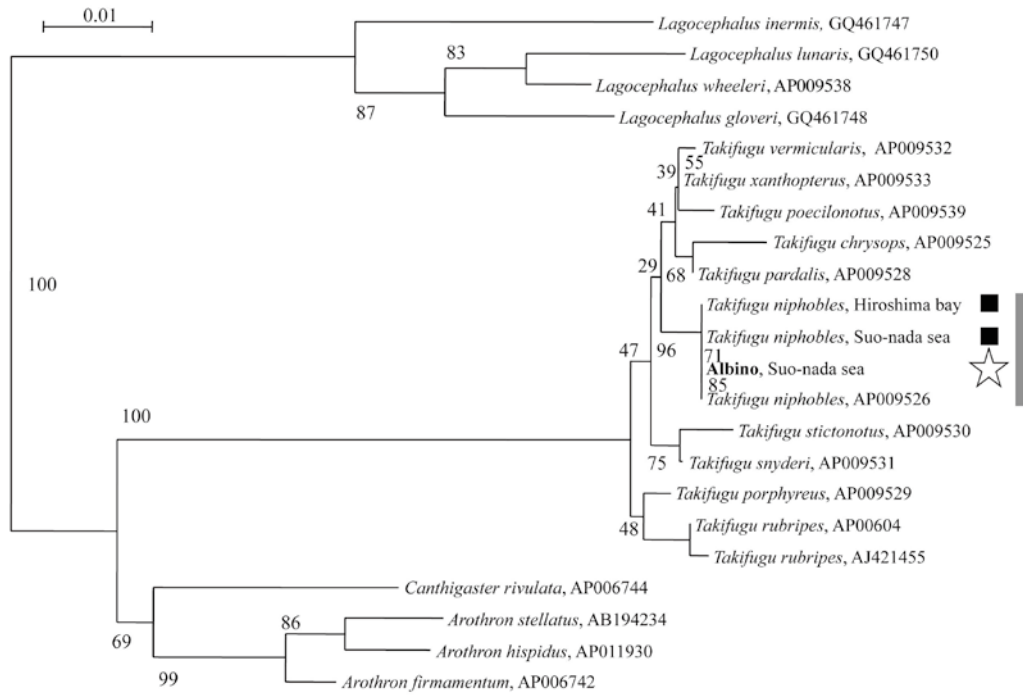 0.01
Lagocephalus inermis, GQ461747
83
Lagocephalus lunaris, GQ461750
Lagocephalus wheeleri, AP009538
87
Lagocephalus gloveri, GQ461748
Takifugu vermicularis, AP009532
55
39
Takifugu xanthopterus, AP009533
41
Takifugu poecilonotus, AP009539
Takifugu chrysops, AP009525
29
68
Takifugu pardalis, AP009528
100
Takifugu niphobles, Hiroshima bay
Takifugu niphobles, Suo-nada sea
47
96
71
Albino, Suo-nada sea
85
Takifugu niphobles, AP009526
100
Takifugu stictonotus, AP009530
75
Takifugu snyderi, AP009531
Takifugu porphyreus, AP009529
48
Takifugu rubripes, AP00604
Takifugu rubripes, AJ421455
Canthigaster rivulata, AP006744
86
Arothron stellatus, AB194234
69
Arothron hispidus, AP011930
99
Arothron firmamentum, AP006742